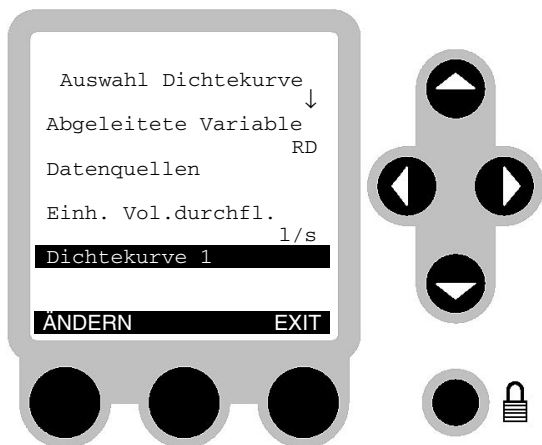 Auswahl Dichtekurve
↓
Abgeleitete Variable
RD
Datenquellen
Einh. Vol.durchfl.
l/s
Dichtekurve 1
ÄNDERN EXIT